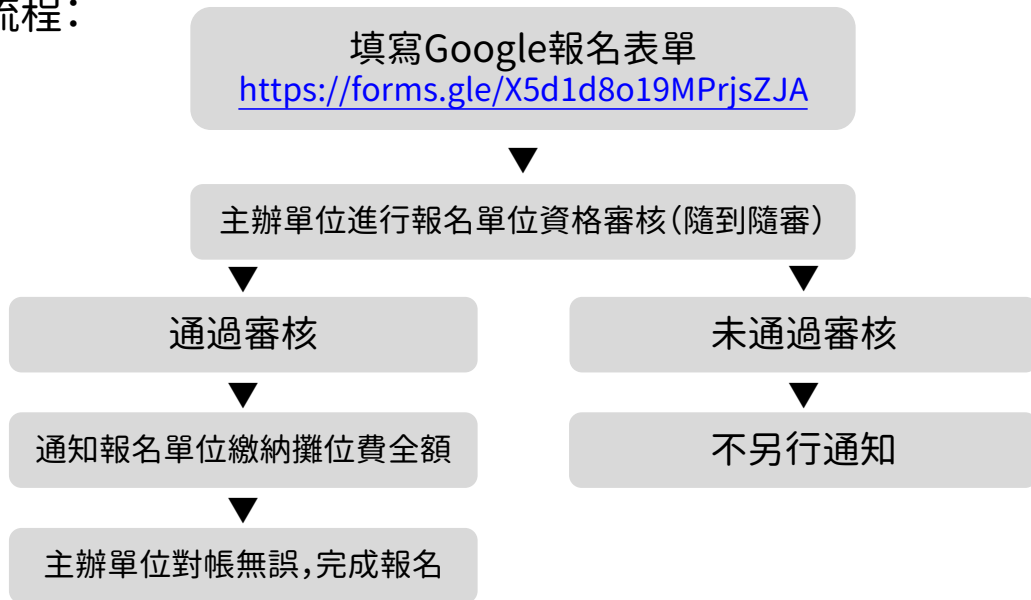 流程：
填寫Google報名表單
https://forms.gle/X5d1d8o19MPrjsZJA
主辦單位進行報名單位資格審核（隨到隨審）
通過審核
未通過審核
通知報名單位繳納攤位費全額
不另行通知
主辦單位對帳無誤，完成報名